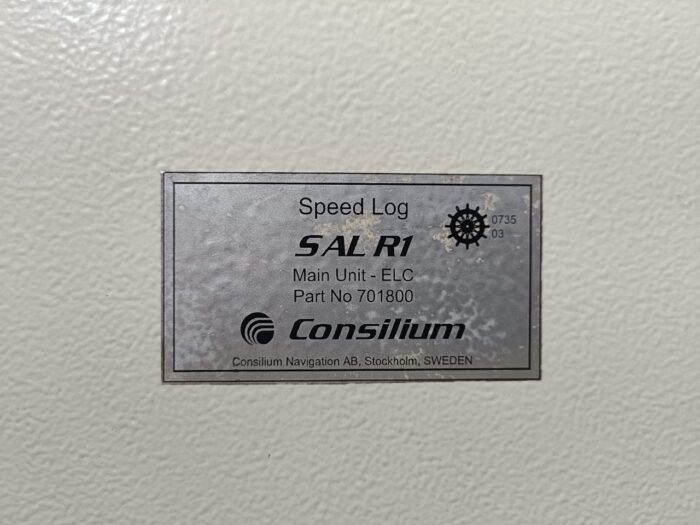 Speed Log
0735
03
SAL R1
Main Unit - ELC
Part No 701800
Consilium
Consilium Navigation AB, Stockholm, SWEDEN